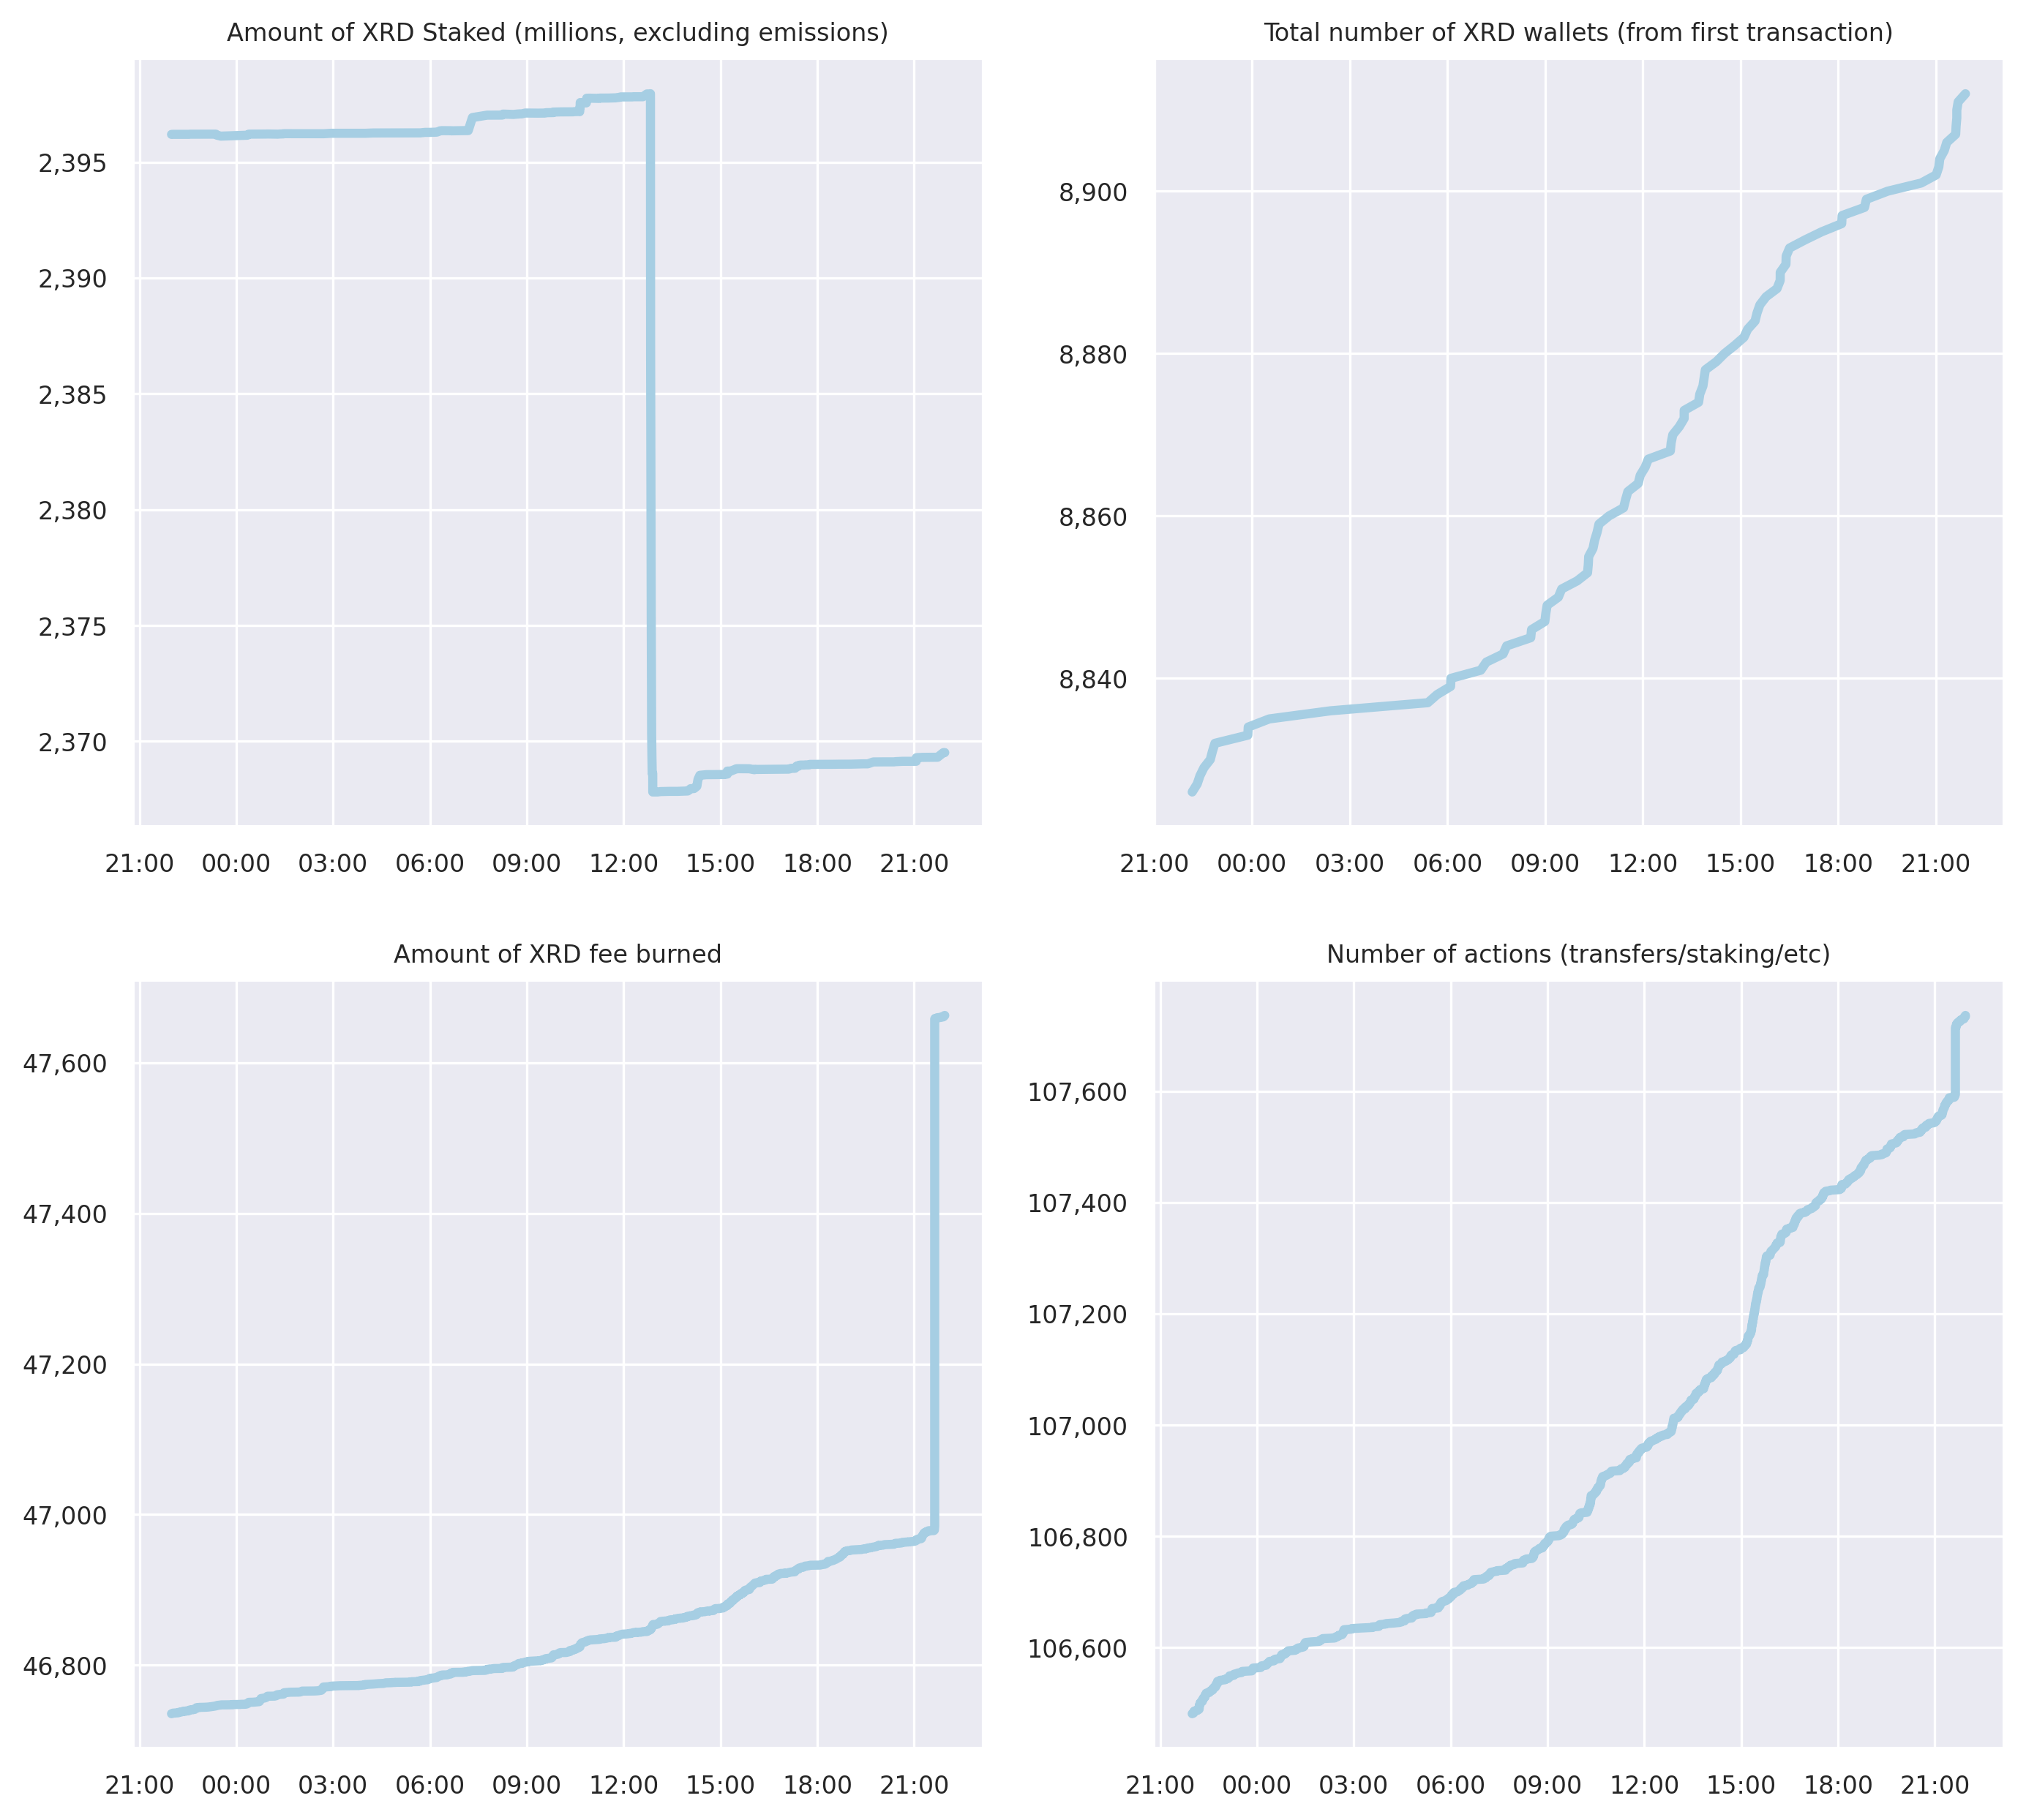 Amount of XRD Staked (millions, excluding emissions)
2,395
2,390
2,385
2,380
2,375
2,370
21:00 00:00 03:00 06:00 09:00 12:00 15:00 18:00 21:00
Total number of XRD wallets (from first transaction)
8,900
8,880
8,860
8,840
21:00 00:00 03:00 06:00 09:00 12:00 15:00 18:00 21:00
Amount of XRD fee burned
47,600
47,400
47,200
47,000
46,800
21:00 00:00 03:00 06:00 09:00 12:00 15:00 18:00 21:00
Number of actions (transfers/staking/etc)
107,600
107,400
107,200
107,000
106,800
106,600
21:00 00:00 03:00 06:00 09:00 12:00 15:00 18:00 21:00